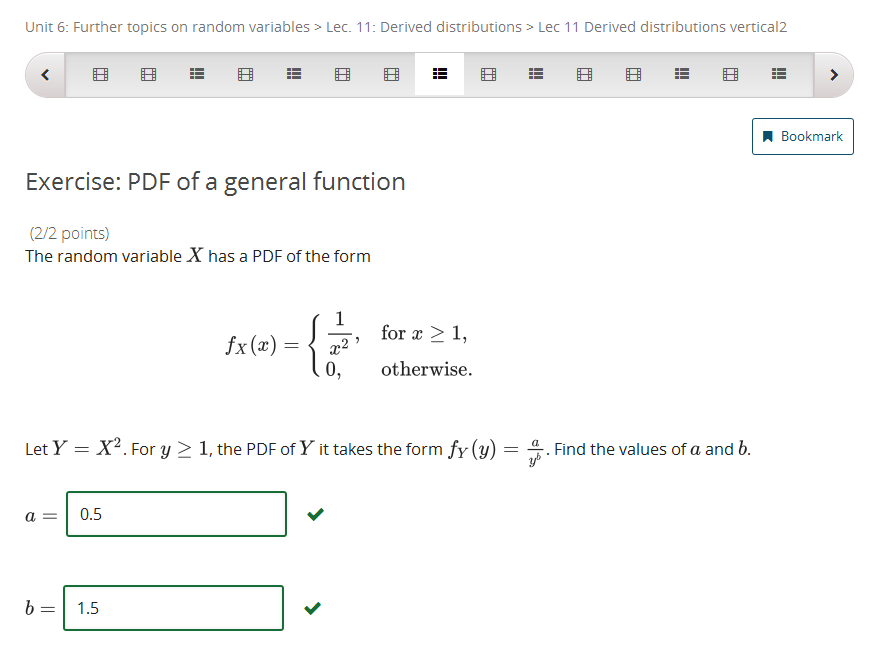 Unit 6: Further topics on random variables > Lec. 11: Derived distributions > Lec 11 Derived distributions vertical2
Bookmark
Exercise: PDF of a general function
(2/2 points)
The random variable X has a PDF of the form
f_X(x) = { 1/x², for x ≥ 1,
0, otherwise.
Let Y = X². For y ≥ 1, the PDF of Y it takes the form f_Y(y) = a/y^b. Find the values of a and b.
a = 0.5
b = 1.5